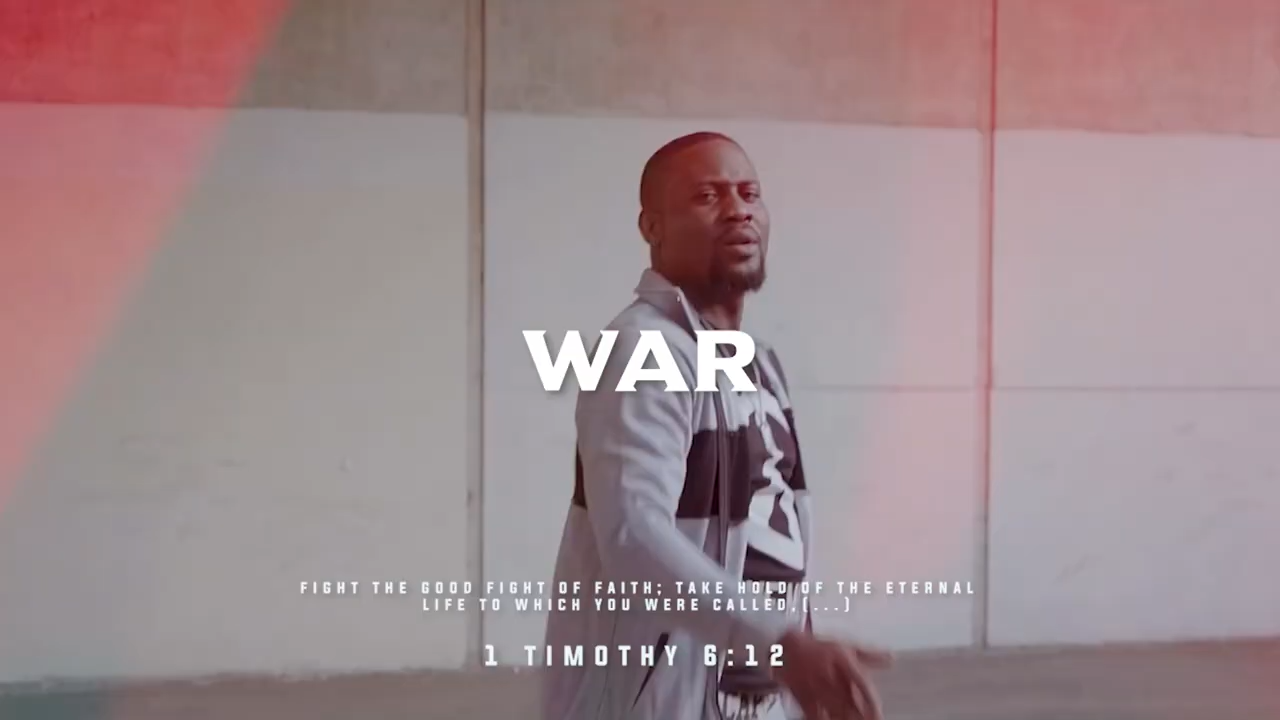 WAR
FIGHT THE GOOD FIGHT OF FAITH; TAKE HOLD OF THE ETERNAL
LIFE TO WHICH YOU WERE CALLED,(...)
1 TIMOTHY 6:12